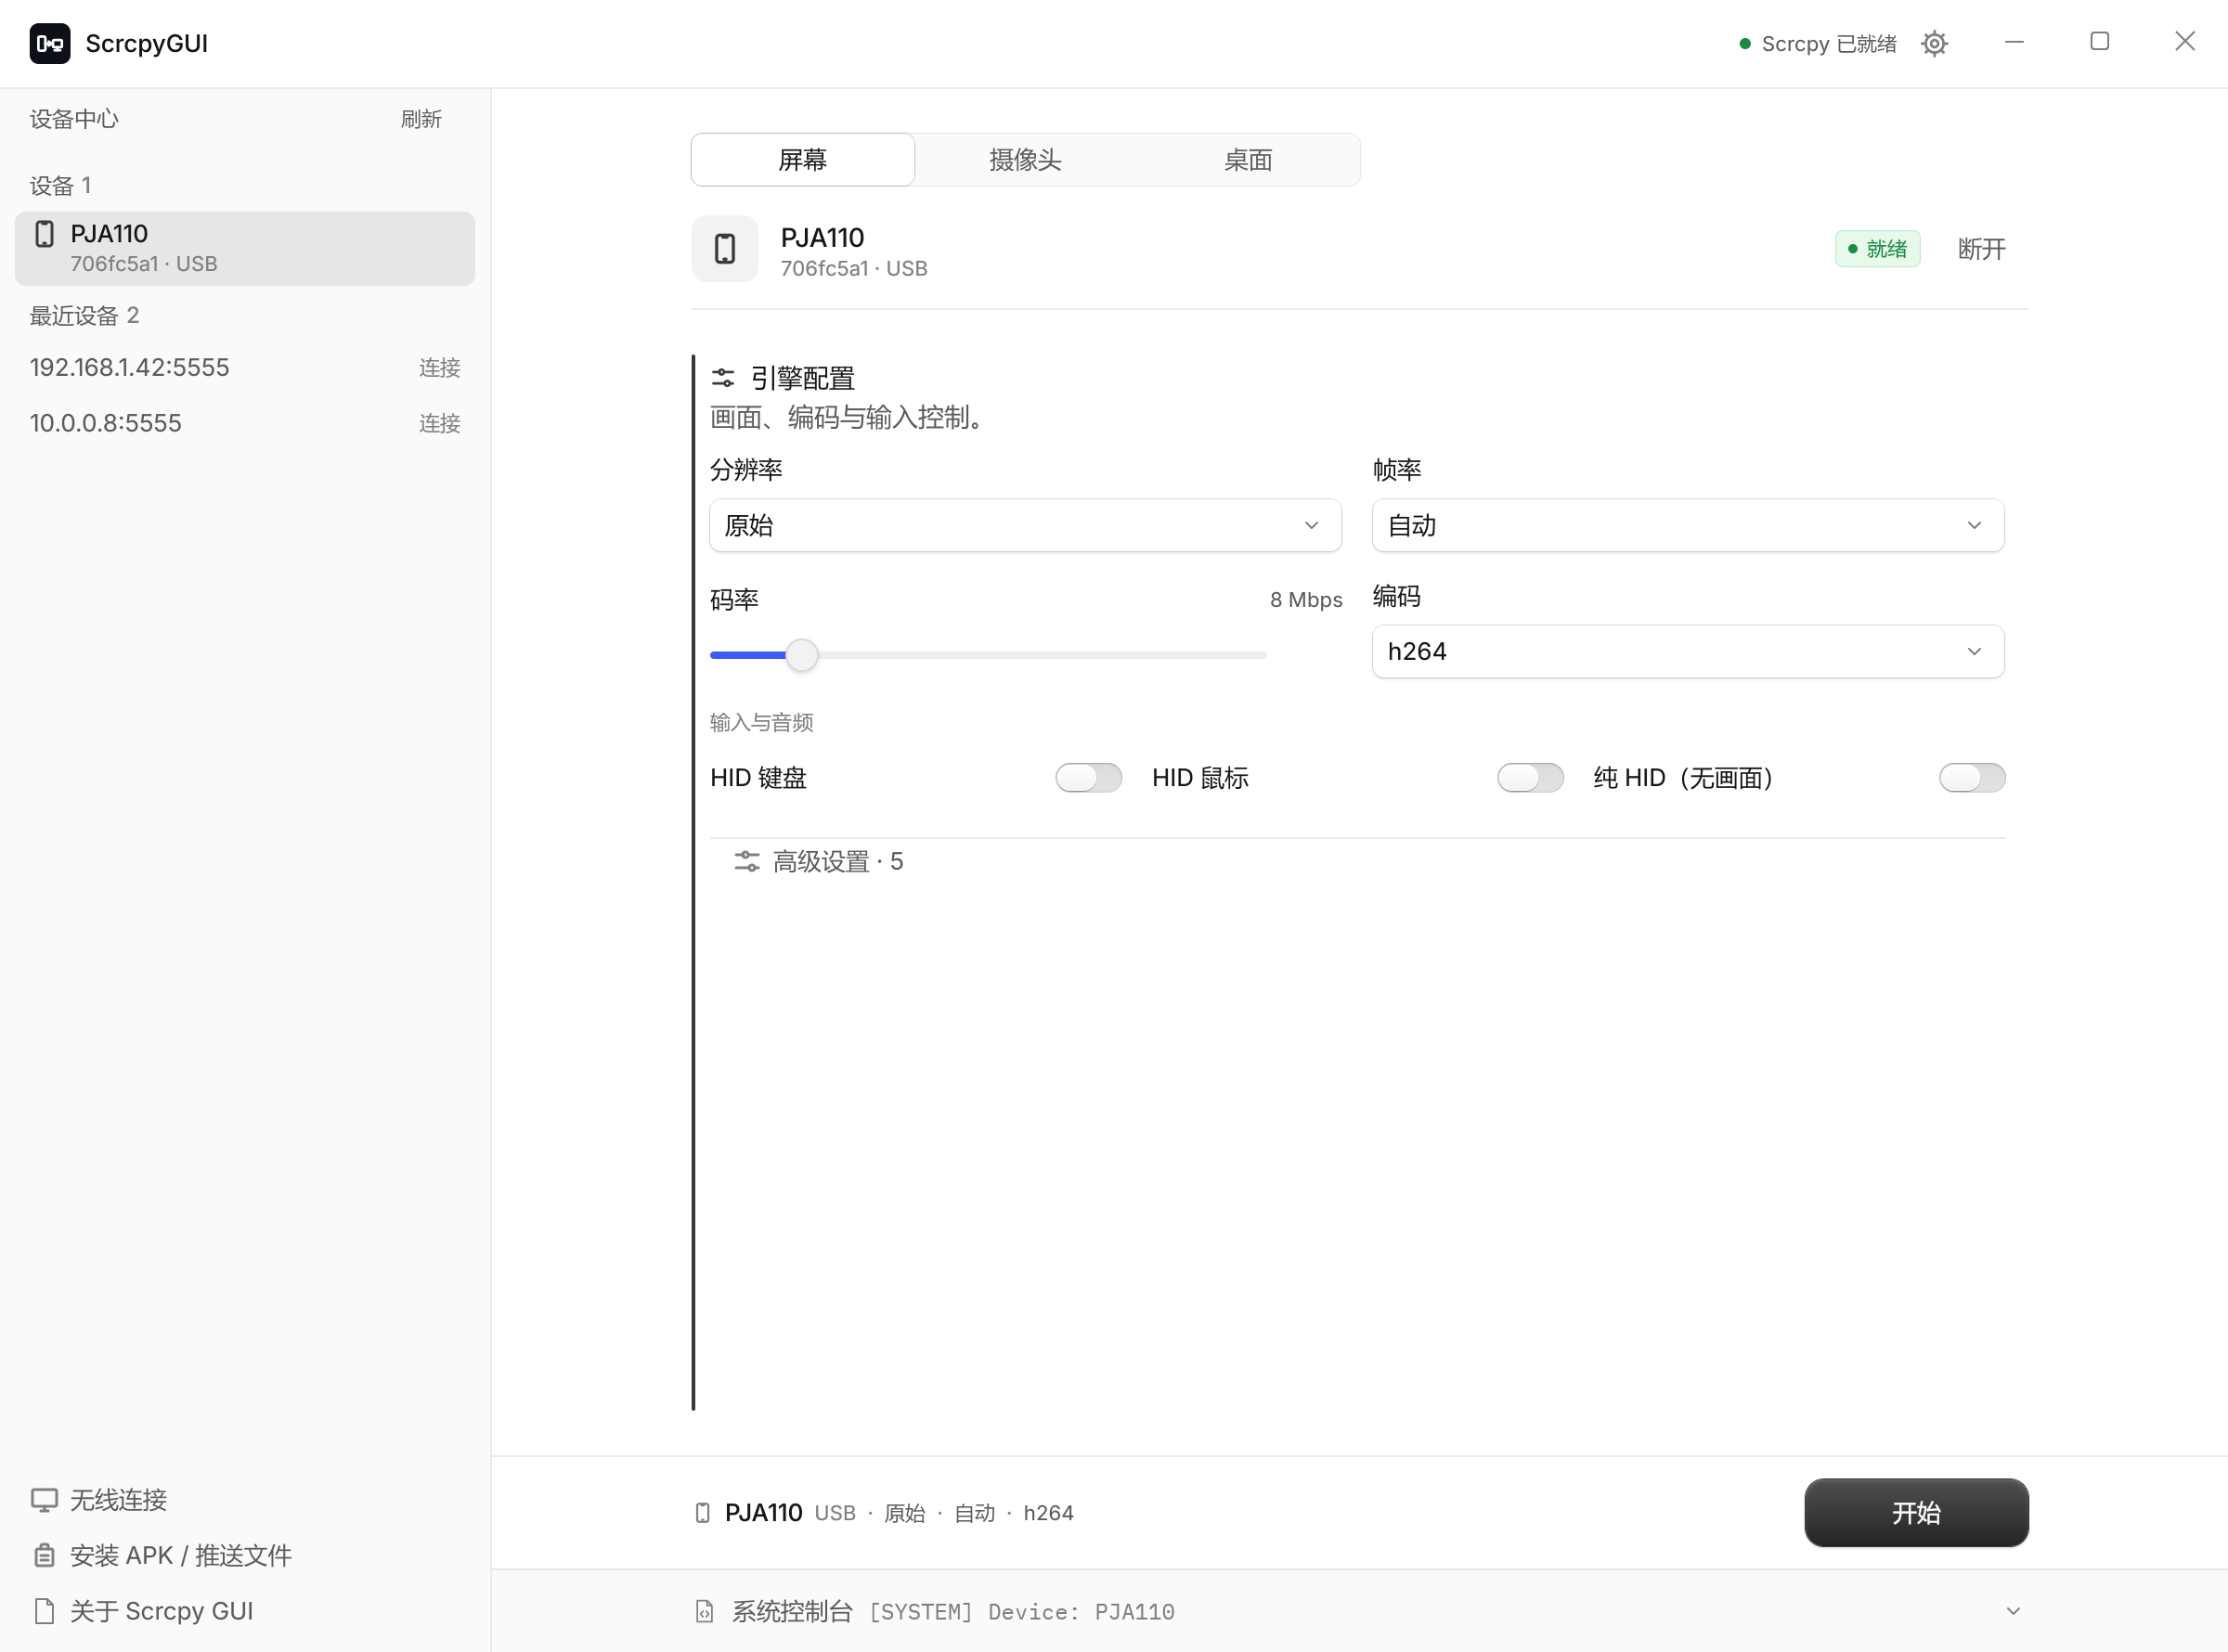 ScrcpyGUI
Scrcpy 已就绪
设备中心
刷新
设备 1
PJA110
706fc5a1 · USB
最近设备 2
192.168.1.42:5555
连接
10.0.0.8:5555
连接
无线连接
安装 APK / 推送文件
关于 Scrcpy GUI
屏幕
摄像头
桌面
PJA110
706fc5a1 · USB
就绪
断开
引擎配置
画面、编码与输入控制。
分辨率
原始
帧率
自动
码率
8 Mbps
编码
h264
输入与音频
HID 键盘
HID 鼠标
纯 HID（无画面）
高级设置 · 5
PJA110 USB · 原始 · 自动 · h264
开始
系统控制台 [SYSTEM] Device: PJA110